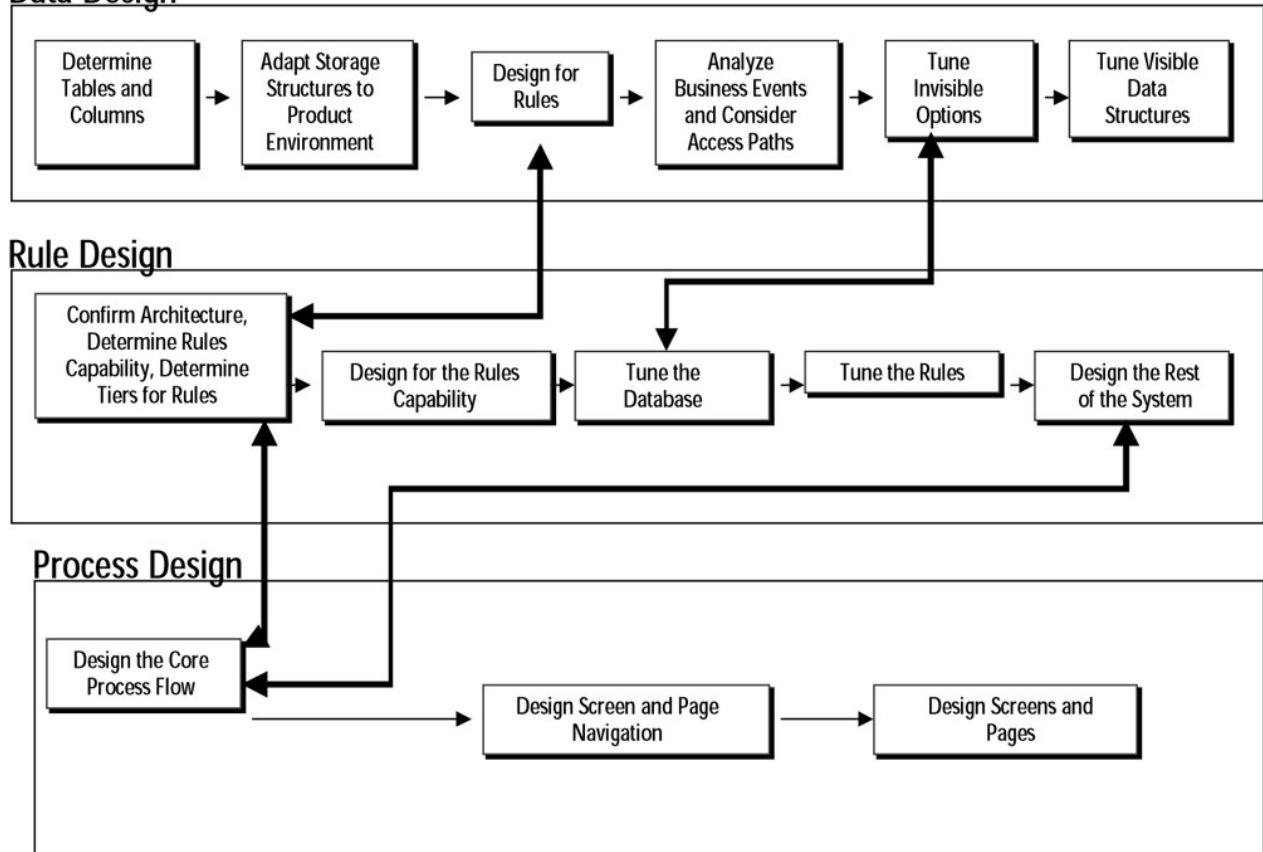 Data Design
Determine
Tables and
Columns
Adapt Storage
Structures to
Product
Environment
Design for
Rules
Analyze
Business Events
and Consider
Access Paths
Tune
Invisible
Options
Tune Visible
Data
Structures
Rule Design
Confirm Architecture,
Determine Rules
Capability, Determine
Tiers for Rules
Design for the Rules
Capability
Tune the
Database
Tune the Rules
Design the Rest
of the System
Process Design
Design the Core
Process Flow
Design Screen and Page
Navigation
Design Screens and
Pages